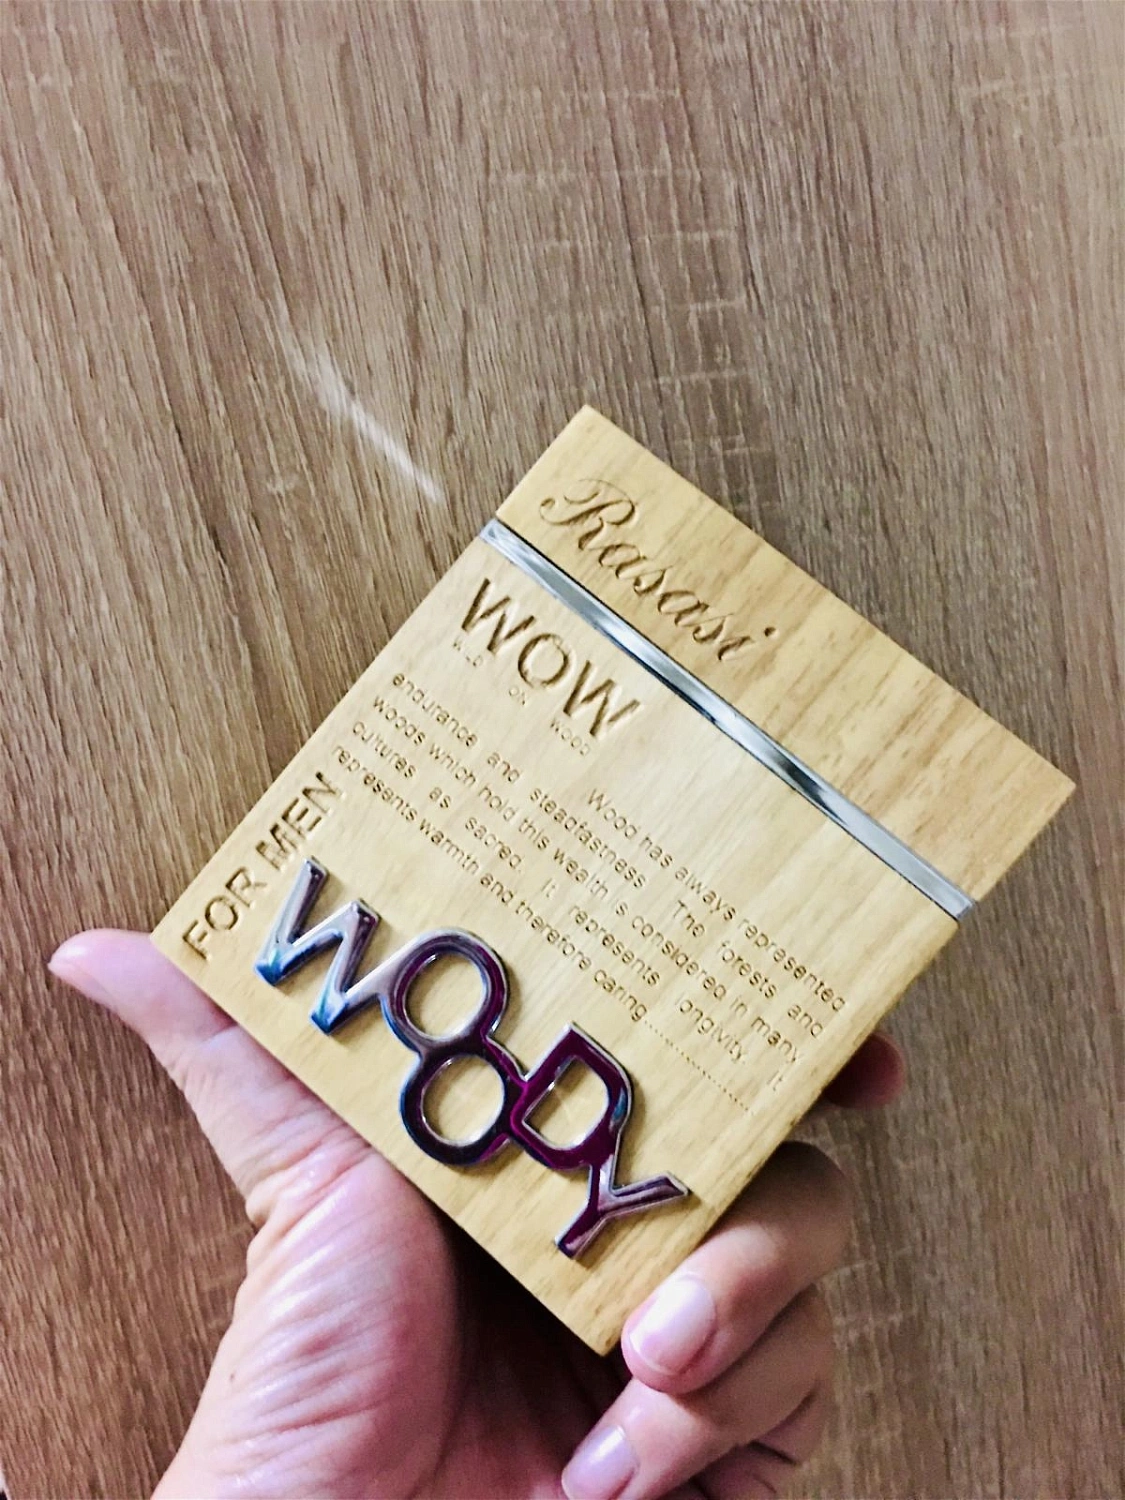 Rasasi
WOW
ON WOOD
Wood has always represented
endurance and steadfastness The forests and
woods which hold this wealth is considered in many
cultures as sacred. It represents longivity. It
represents warmth and therefore caring....................
FOR MEN
WOODY